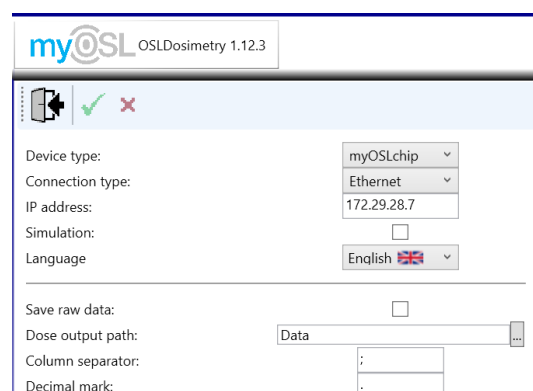 myOSL OSLDosimetry 1.12.3
Device type: myOSLchip
Connection type: Ethernet
IP address: 172.29.28.7
Simulation:
Language English
Save raw data:
Dose output path: Data ...
Column separator: ;
Decimal mark: